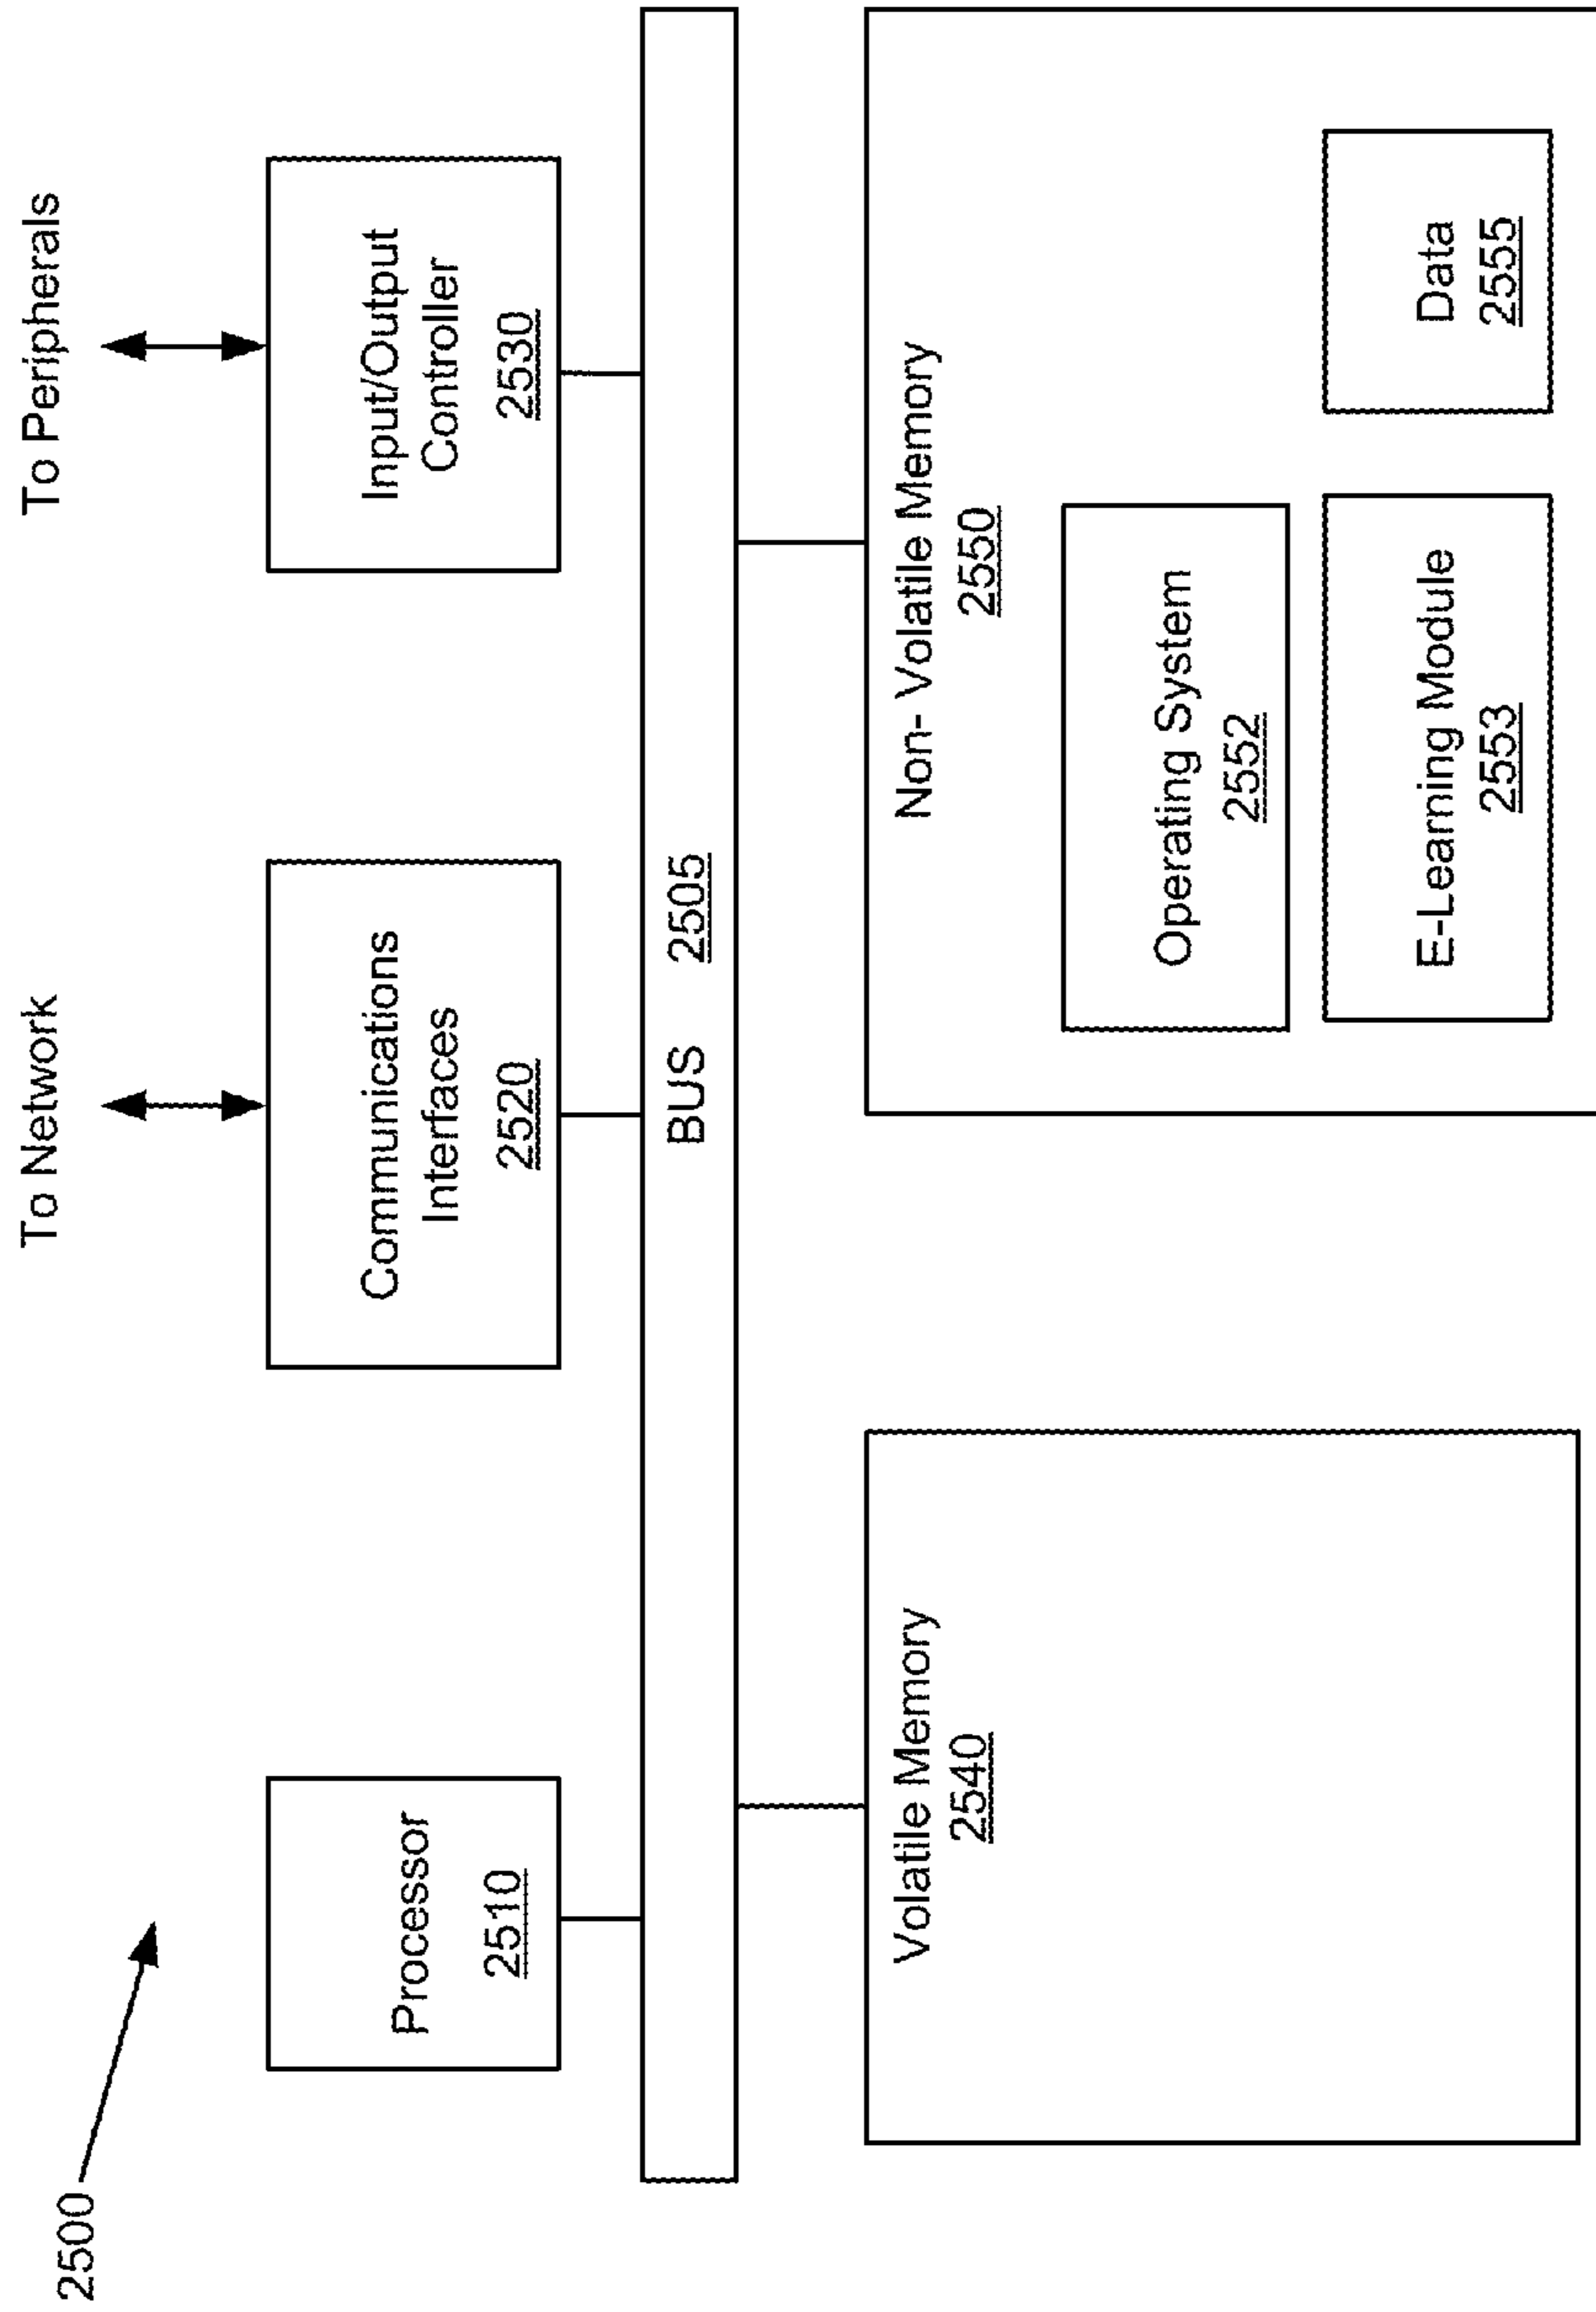 2500
To Network
To Peripherals
Processor
2510
Communications
Interfaces
2520
Input/Output
Controller
2530
BUS 2505
Volatile Memory
2540
Non- Volatile Memory
2550
Operating System
2552
E-Learning Module
2553
Data
2555